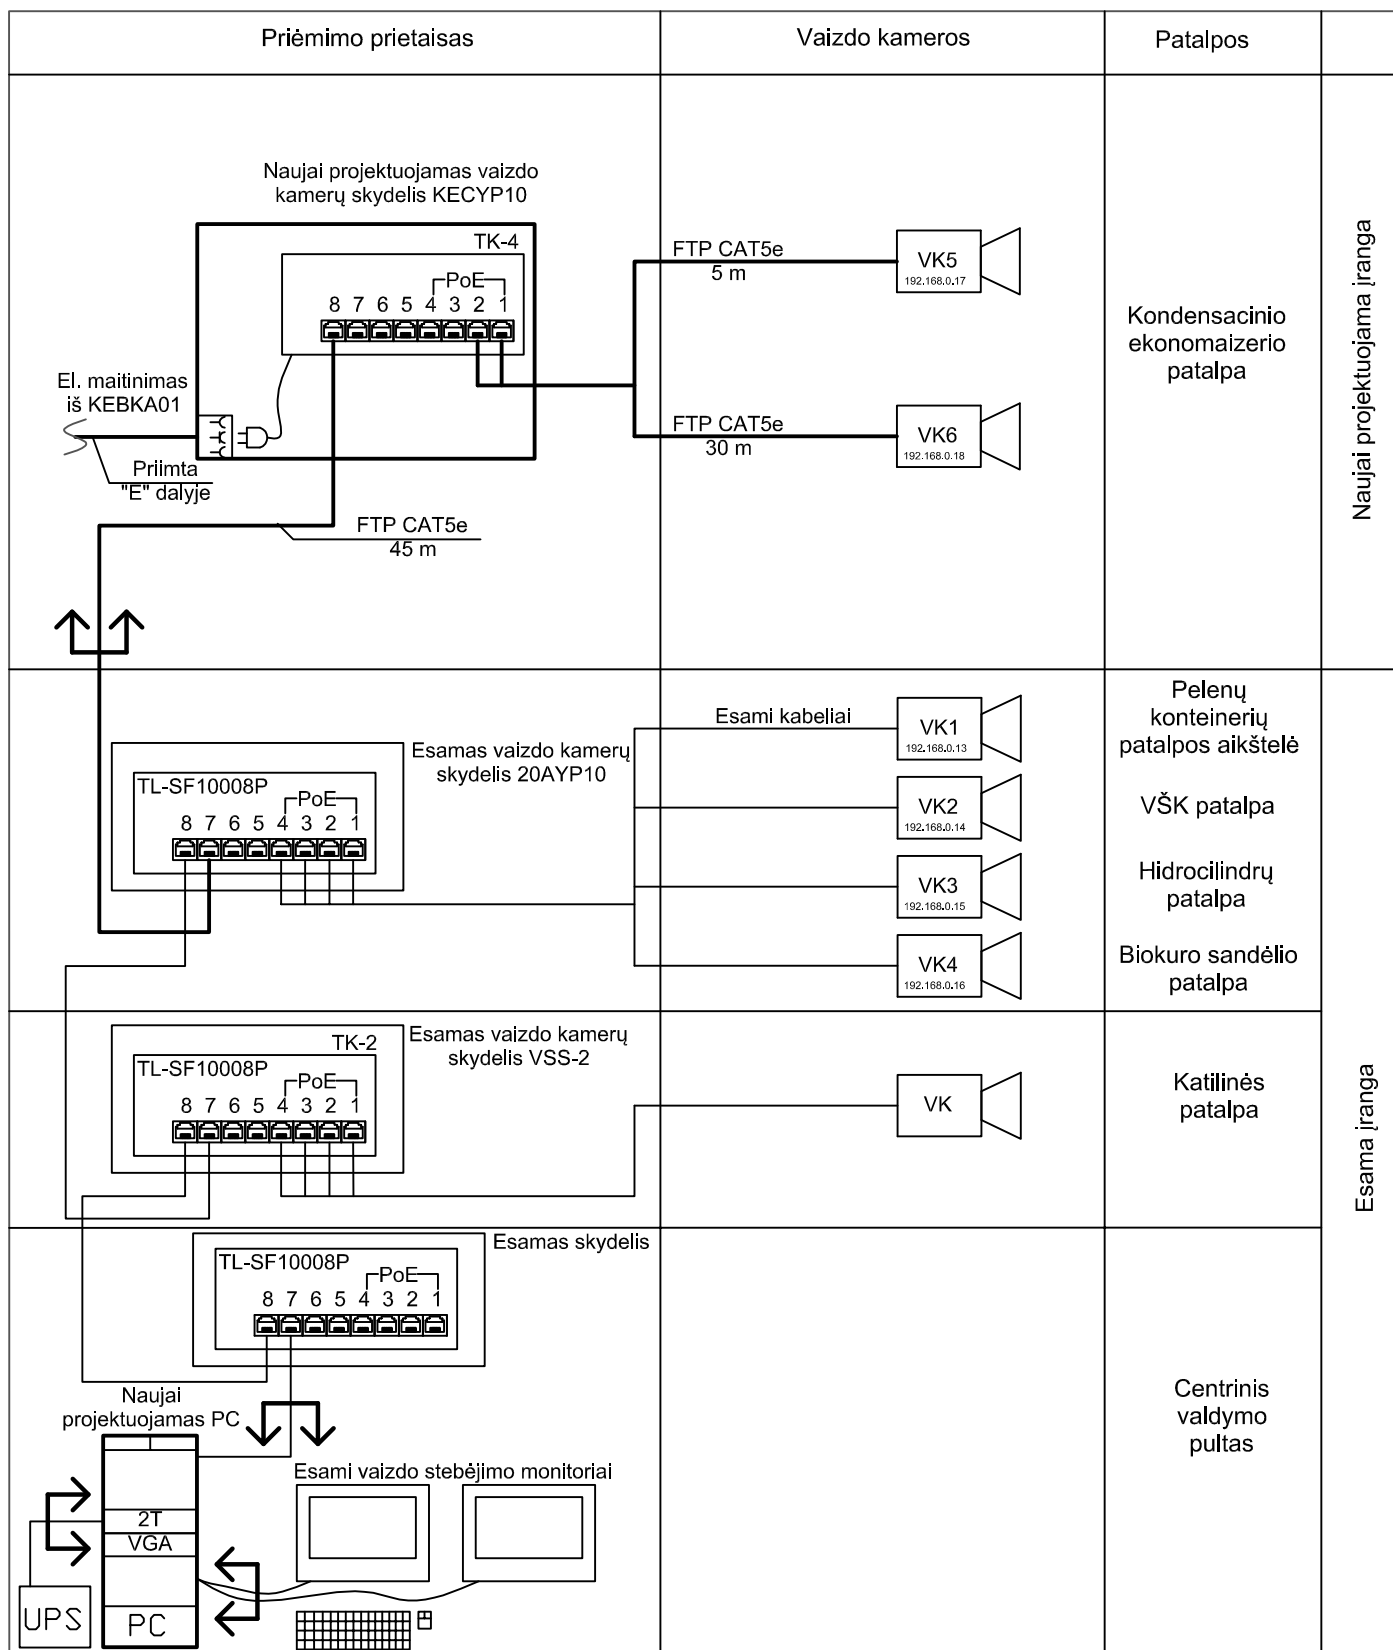 Priėmimo prietaisas
Vaizdo kameros
Patalpos
Naujai projektuojamas vaizdo
kamerų skydelis KECYP10
TK-4
PoE
8 7 6 5 4 3 2 1
El. maitinimas
iš KEBKA01
Priimta
"E" dalyje
FTP CAT5e
45 m
FTP CAT5e
5 m
VK5
192.168.0.17
FTP CAT5e
30 m
VK6
192.168.0.18
Kondensacinio
ekonomaizerio
patalpa
Naujai projektuojama įranga
Esamas vaizdo kamerų
skydelis 20AYP10
TL-SF10008P
PoE
8 7 6 5 4 3 2 1
Esami kabeliai
VK1
192.168.0.13
Pelenų
konteinerių
patalpos aikštelė
VK2
192.168.0.14
VŠK patalpa
VK3
192.168.0.15
Hidrocilindrų
patalpa
VK4
192.168.0.16
Biokuro sandėlio
patalpa
Esamas vaizdo kamerų
skydelis VSS-2
TK-2
TL-SF10008P
PoE
8 7 6 5 4 3 2 1
VK
Katilinės
patalpa
Esama įranga
Esamas skydelis
TL-SF10008P
PoE
8 7 6 5 4 3 2 1
Naujai
projektuojamas PC
Esami vaizdo stebėjimo monitoriai
2T
VGA
UPS
PC
Centrinis
valdymo
pultas